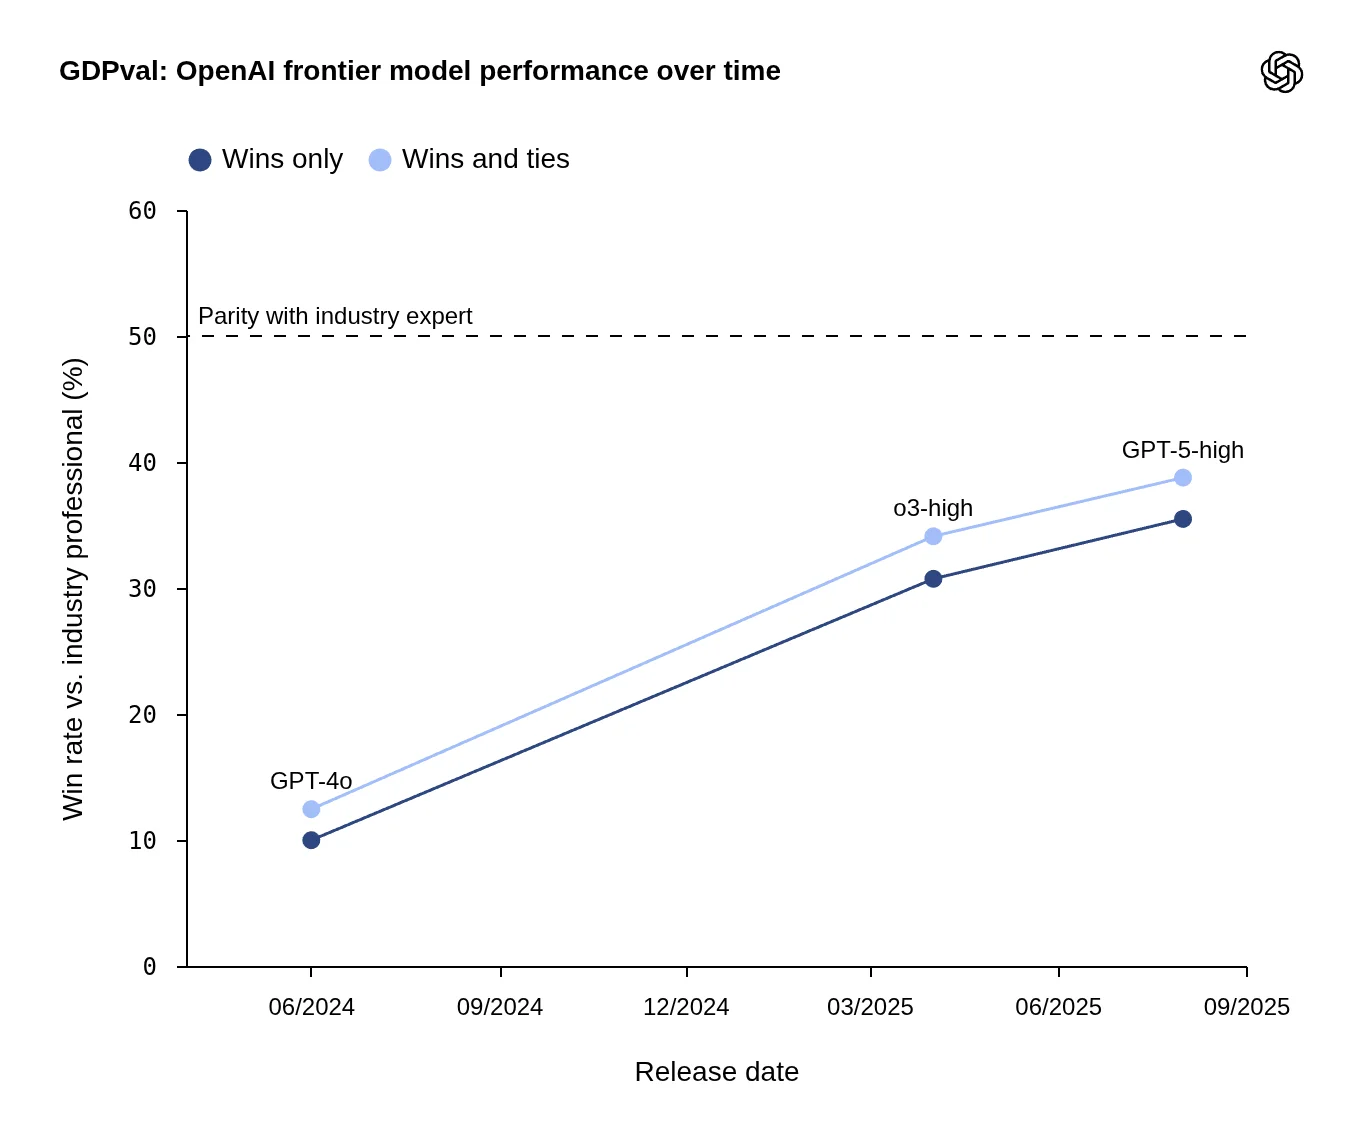 GDPval: OpenAI frontier model performance over time
Wins only
Wins and ties
60
Parity with industry expert
50
GPT-5-high
40
o3-high
30
20
GPT-4o
10
0
Win rate vs. industry professional (%)
06/2024
09/2024
12/2024
03/2025
06/2025
09/2025
Release date